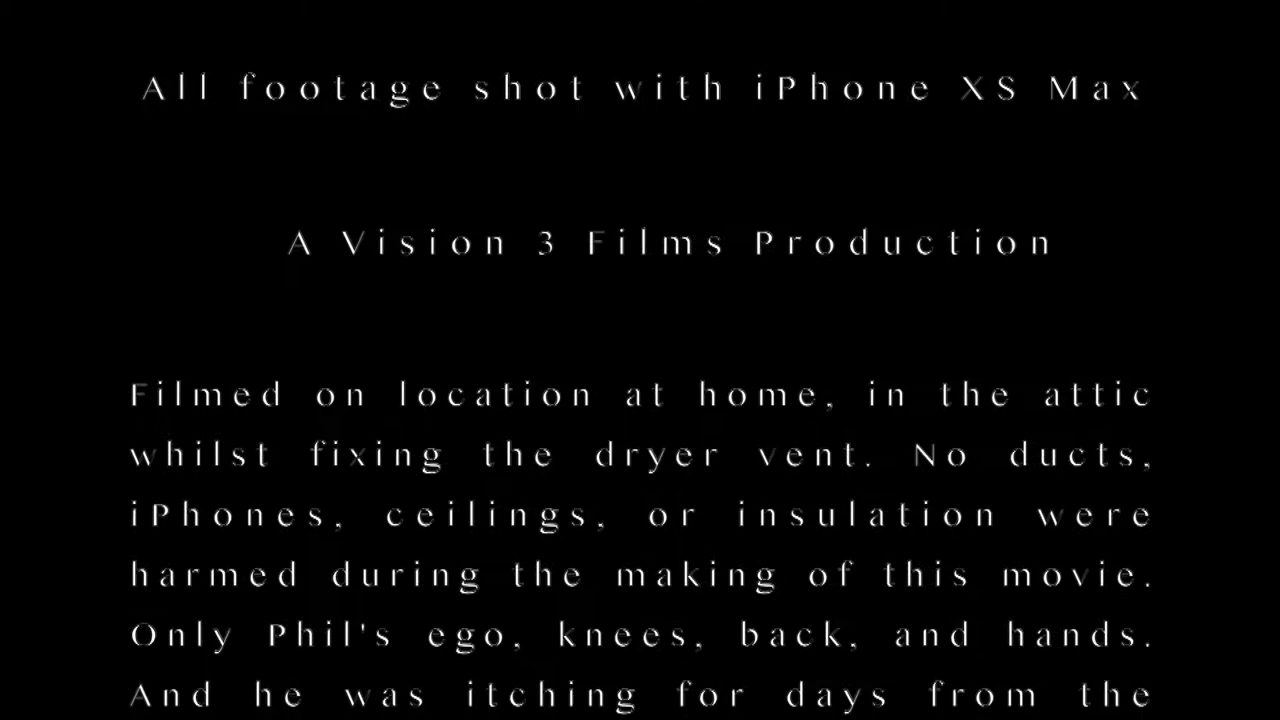 All footage shot with iPhone XS Max
A Vision 3 Films Production
Filmed on location at home, in the attic
whilst fixing the dryer vent. No ducts,
iPhones, ceilings, or insulation were
harmed during the making of this movie.
Only Phil's ego, knees, back, and hands.
And he was itching for days from the